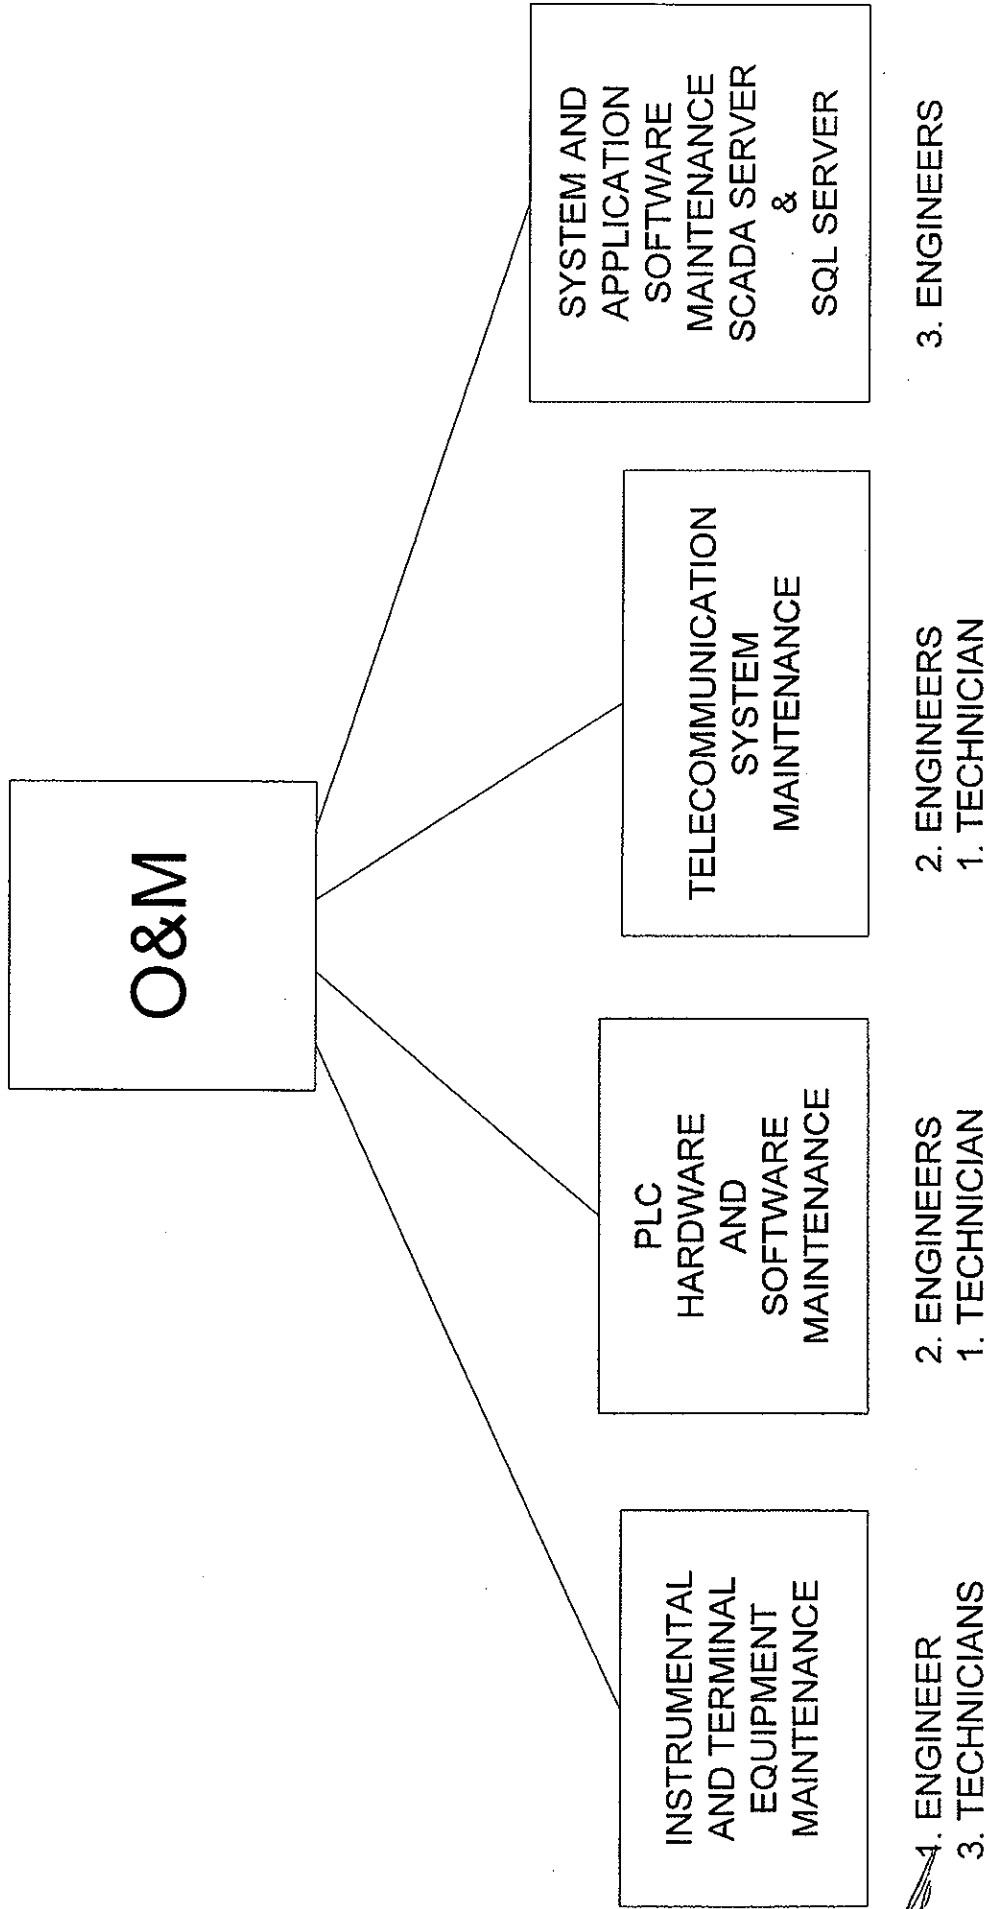 O&M
INSTRUMENTAL
AND TERMINAL
EQUIPMENT
MAINTENANCE
1. ENGINEER
3. TECHNICIANS
PLC
HARDWARE
AND
SOFTWARE
MAINTENANCE
2. ENGINEERS
1. TECHNICIAN
TELECOMMUNICATION
SYSTEM
MAINTENANCE
2. ENGINEERS
1. TECHNICIAN
SYSTEM AND
APPLICATION
SOFTWARE
MAINTENANCE
SCADA SERVER
&
SQL SERVER
3. ENGINEERS